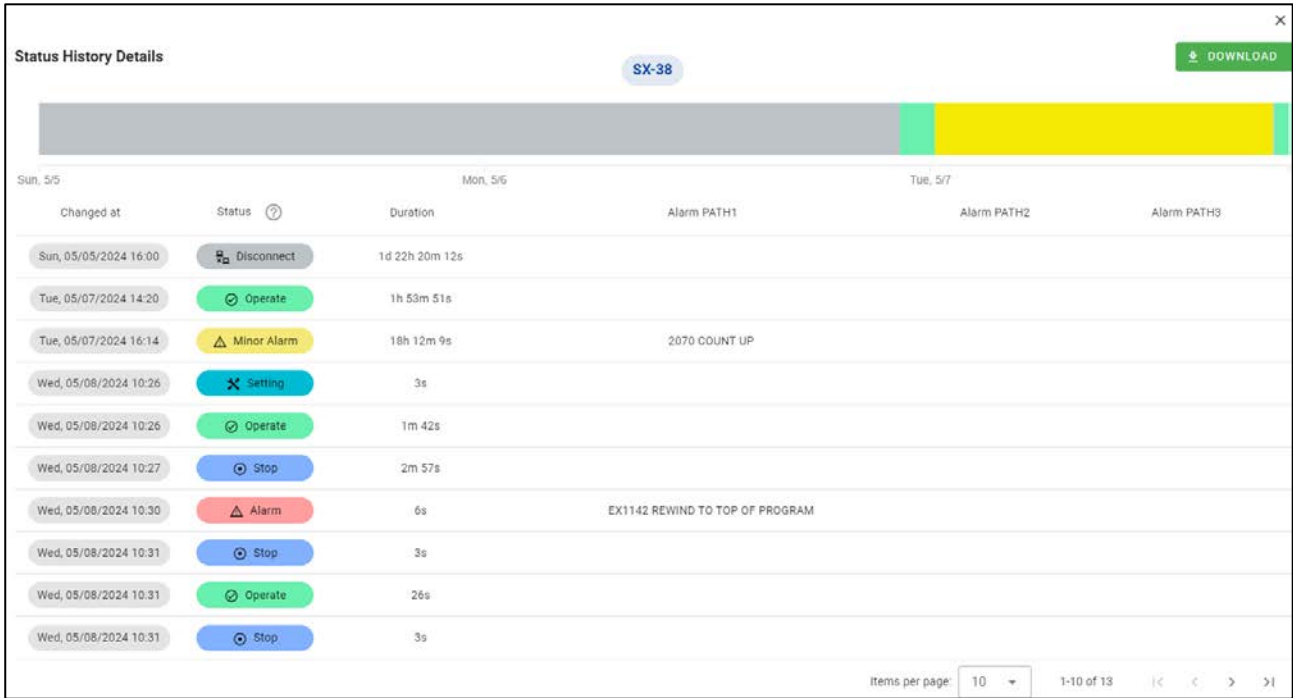 Status History Details
SX-38
DOWNLOAD
Sun, 5/5 Mon, 5/6 Tue, 5/7
Changed at Status Duration Alarm PATH1 Alarm PATH2 Alarm PATH3
Sun, 05/05/2024 16:00 Disconnect 1d 22h 20m 12s
Tue, 05/07/2024 14:20 Operate 1h 53m 51s
Tue, 05/07/2024 16:14 Minor Alarm 18h 12m 9s 2070 COUNT UP
Wed, 05/08/2024 10:26 Setting 3s
Wed, 05/08/2024 10:26 Operate 1m 42s
Wed, 05/08/2024 10:27 Stop 2m 57s
Wed, 05/08/2024 10:30 Alarm 6s EX1142 REWIND TO TOP OF PROGRAM
Wed, 05/08/2024 10:31 Stop 3s
Wed, 05/08/2024 10:31 Operate 26s
Wed, 05/08/2024 10:31 Stop 3s
Items per page: 10 1-10 of 13